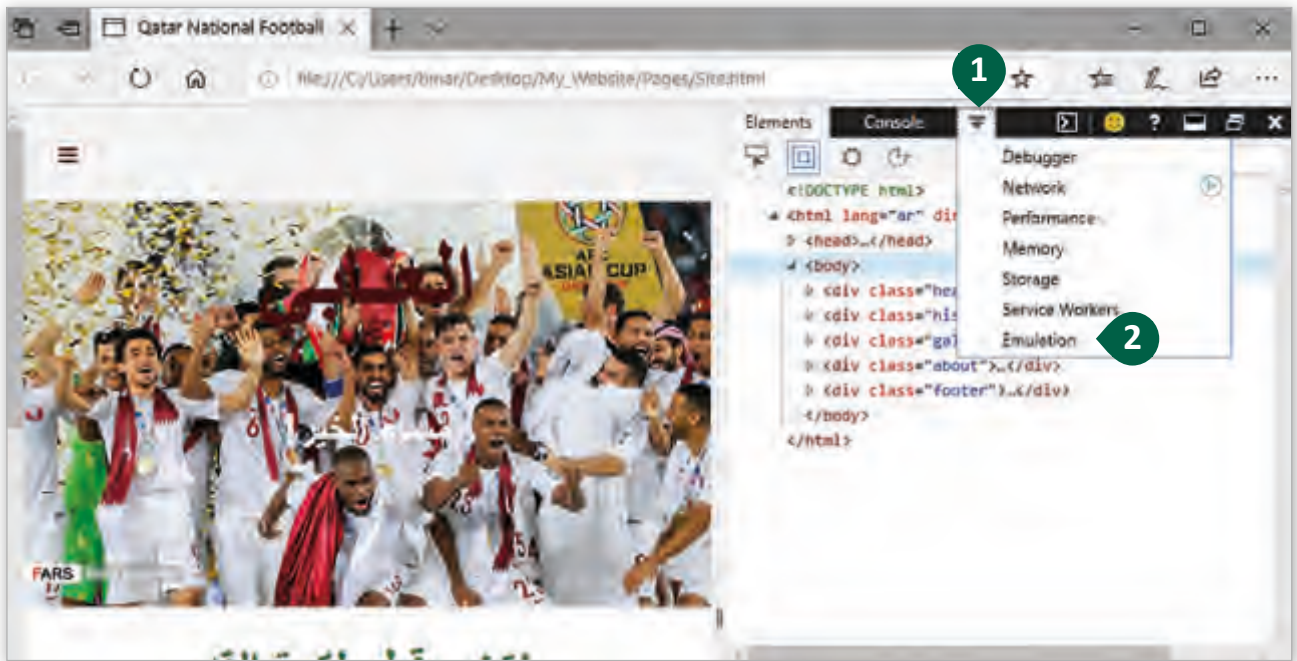 Qatar National Football
file:///C:/Users/bmar/Desktop/My_Website/Pages/Site.html
1
Elements Console
Debugger
Network
Performance
Memory
Storage
Service Workers
Emulation
2
<!DOCTYPE html>
<html lang="ar" dir
<head>…</head>
<body>
<div class="hea
<div class="his
<div class="gal
<div class="about">…</div>
<div class="footer">…</div>
</body>
</html>
AFC
ASIAN CUP
FARS